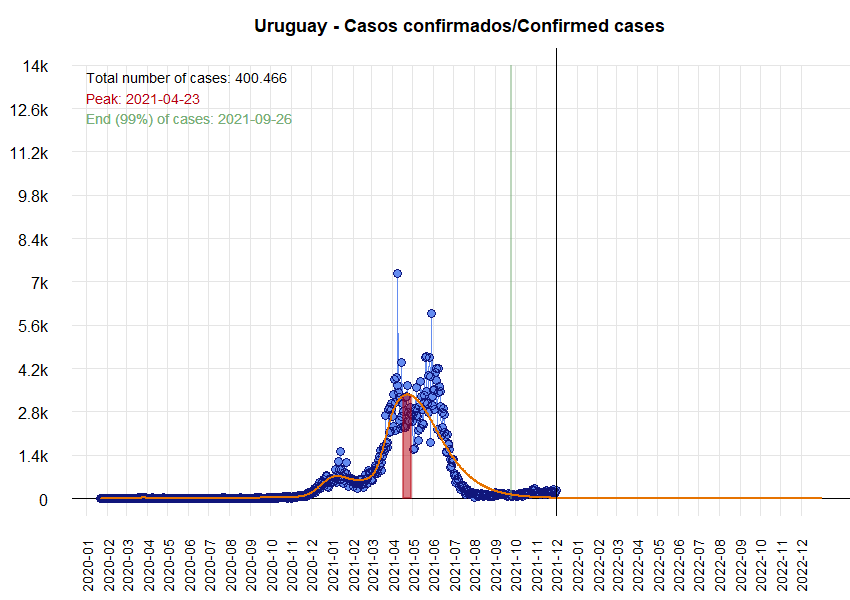 Uruguay - Casos confirmados/Confirmed cases
Total number of cases: 400.466
Peak: 2021-04-23
End (99%) of cases: 2021-09-26
14k
12.6k
11.2k
9.8k
8.4k
7k
5.6k
4.2k
2.8k
1.4k
0
2020-01
2020-02
2020-03
2020-04
2020-05
2020-06
2020-07
2020-08
2020-09
2020-10
2020-11
2020-12
2021-01
2021-02
2021-03
2021-04
2021-05
2021-06
2021-07
2021-08
2021-09
2021-10
2021-11
2021-12
2022-01
2022-02
2022-03
2022-04
2022-05
2022-06
2022-07
2022-08
2022-09
2022-10
2022-11
2022-12